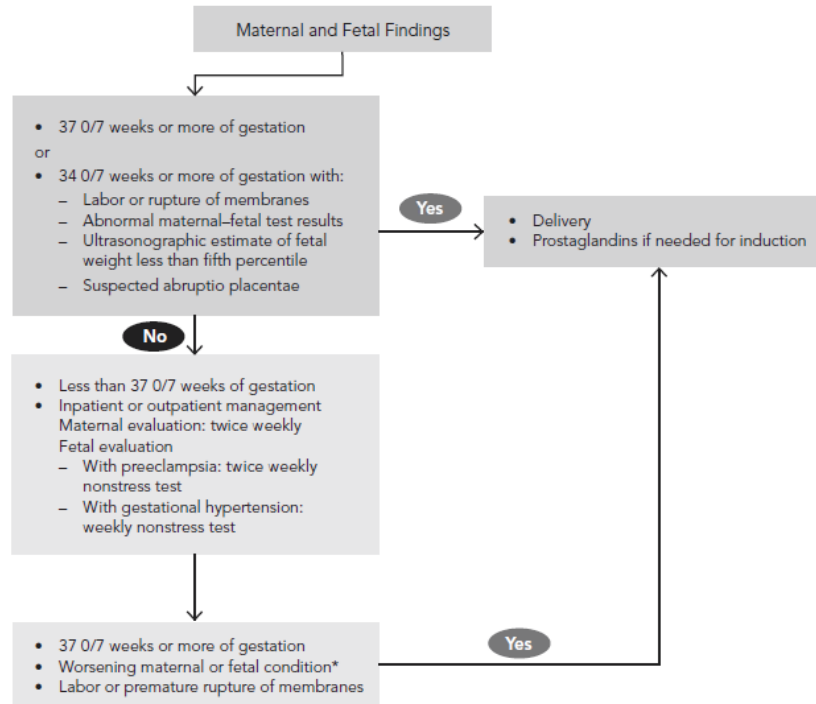 Maternal and Fetal Findings
• 37 0/7 weeks or more of gestation
or
• 34 0/7 weeks or more of gestation with:
– Labor or rupture of membranes
– Abnormal maternal–fetal test results
– Ultrasonographic estimate of fetal
weight less than fifth percentile
– Suspected abruptio placentae
Yes
• Delivery
• Prostaglandins if needed for induction
No
• Less than 37 0/7 weeks of gestation
• Inpatient or outpatient management
Maternal evaluation: twice weekly
Fetal evaluation
– With preeclampsia: twice weekly
nonstress test
– With gestational hypertension:
weekly nonstress test
• 37 0/7 weeks or more of gestation
• Worsening maternal or fetal condition*
• Labor or premature rupture of membranes
Yes